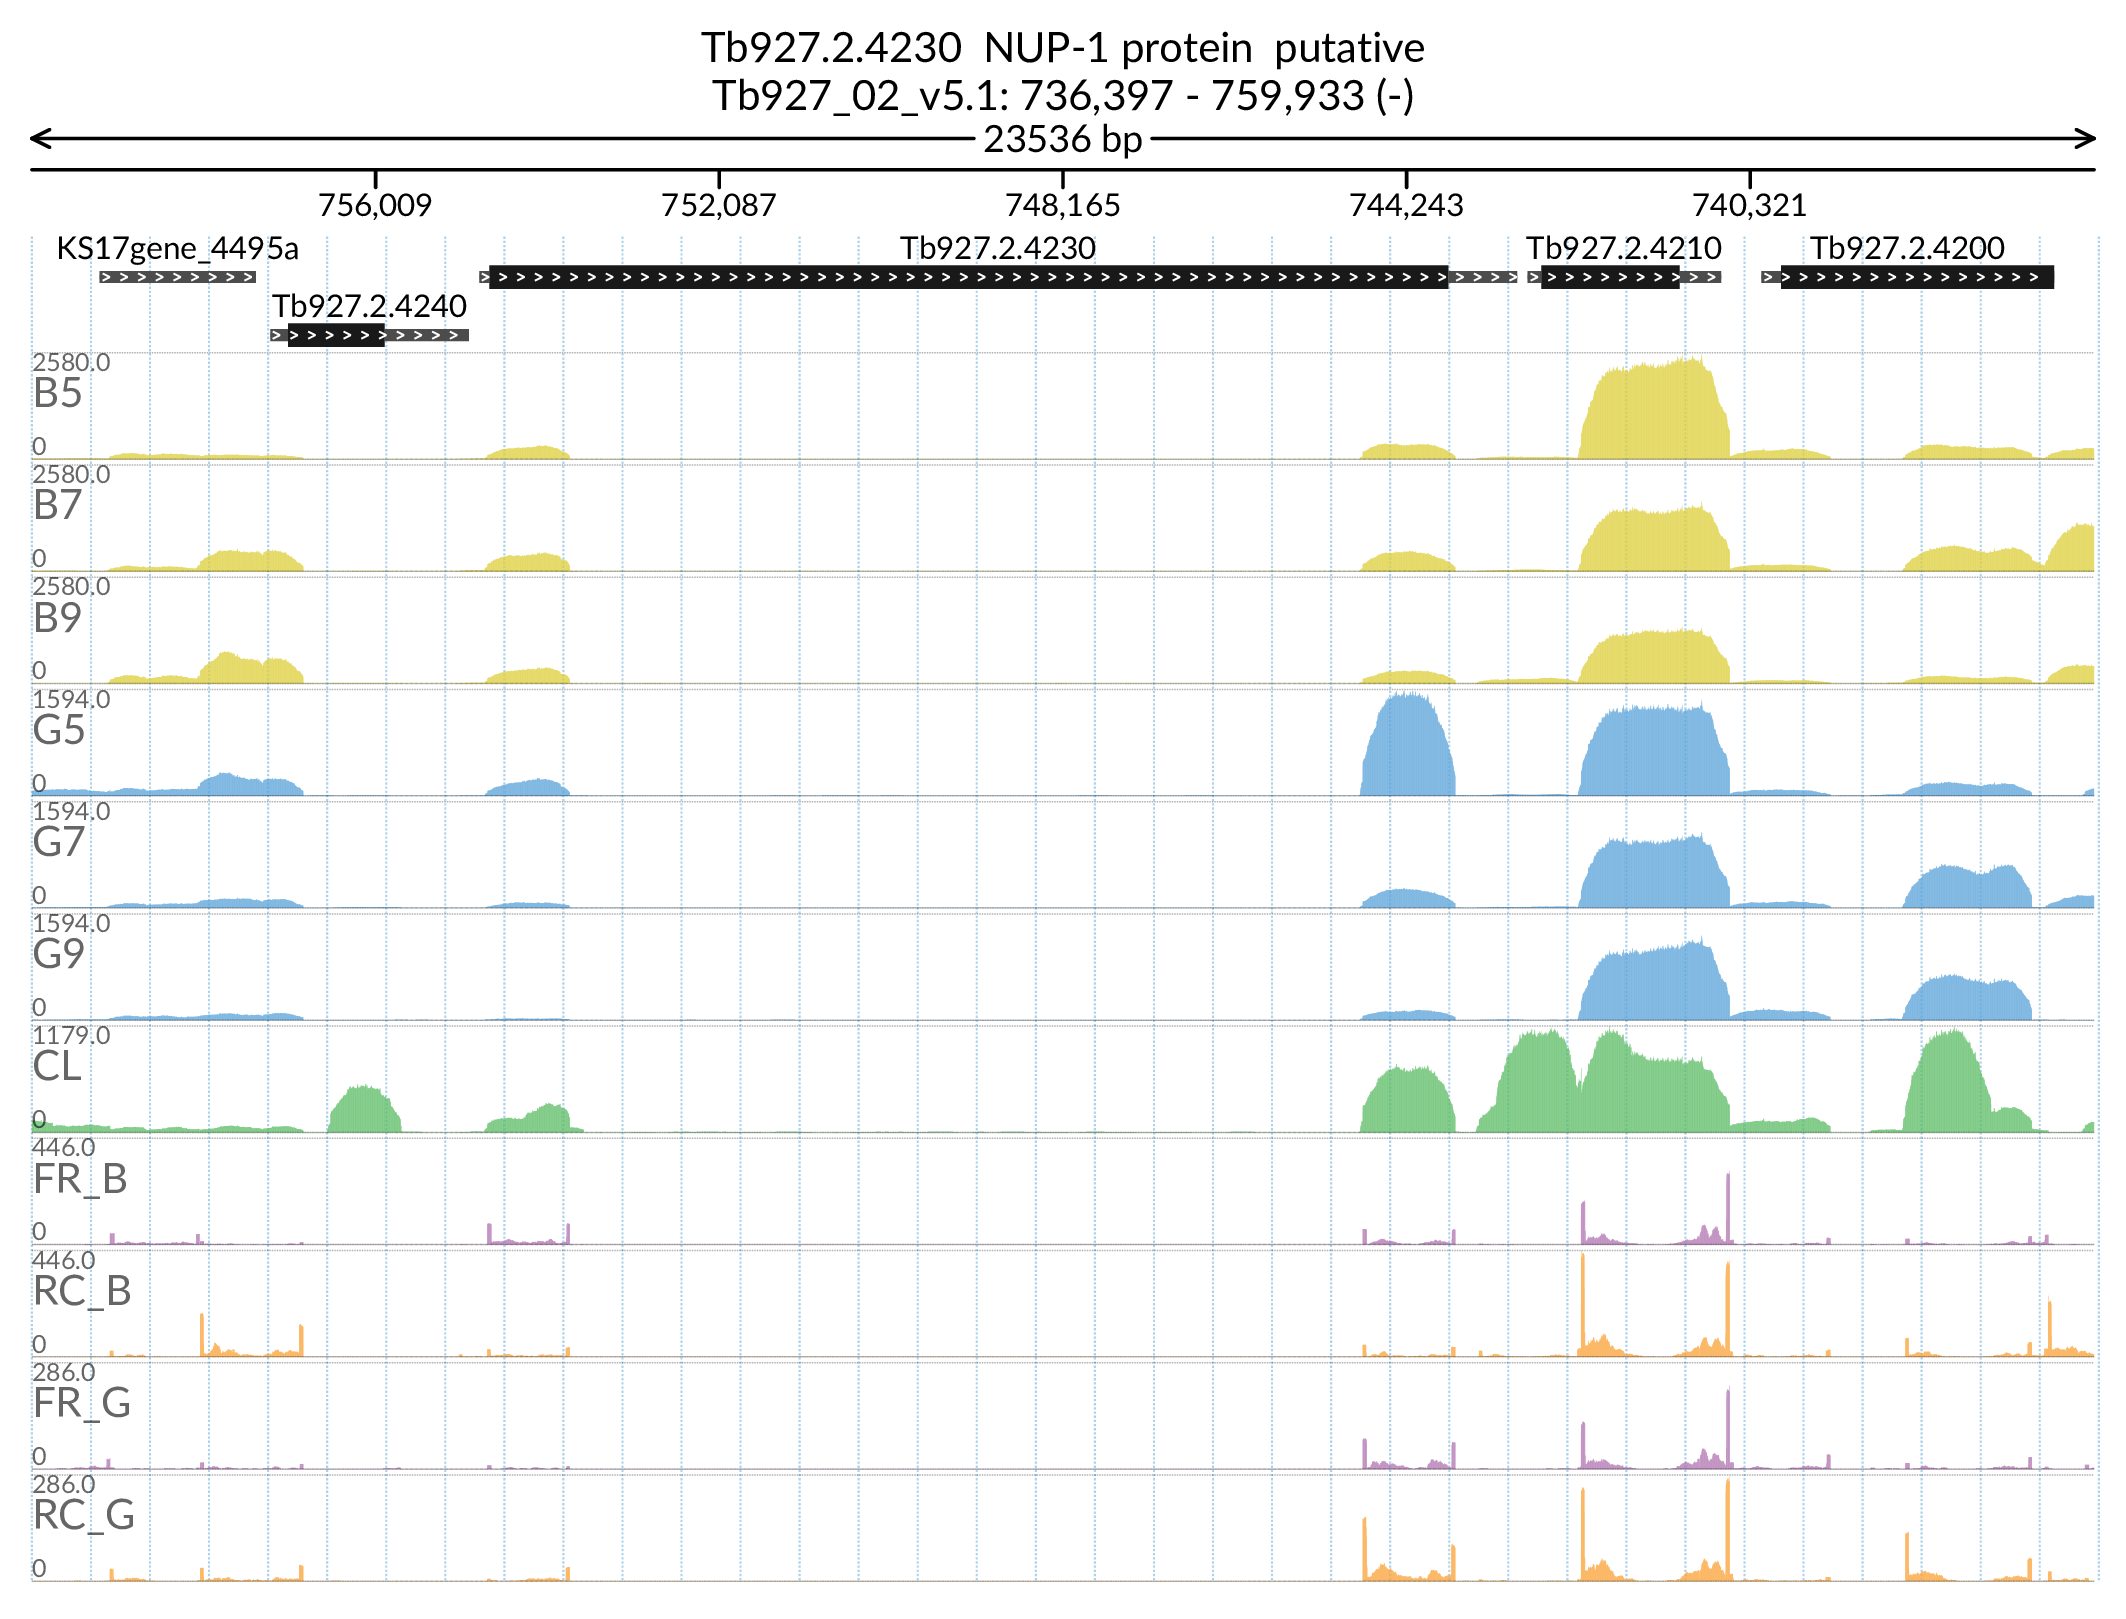 Tb927.2.4230  NUP-1 protein  putative
Tb927_02_v5.1: 736,397 - 759,933 (-)
23536 bp
756,009 752,087 748,165 744,243 740,321
KS17gene_4495a Tb927.2.4230 Tb927.2.4210 Tb927.2.4200
Tb927.2.4240
2580.0
B5
0
2580.0
B7
0
2580.0
B9
0
1594.0
G5
0
1594.0
G7
0
1594.0
G9
0
1179.0
CL
0
446.0
FR_B
0
446.0
RC_B
0
286.0
FR_G
0
286.0
RC_G
0